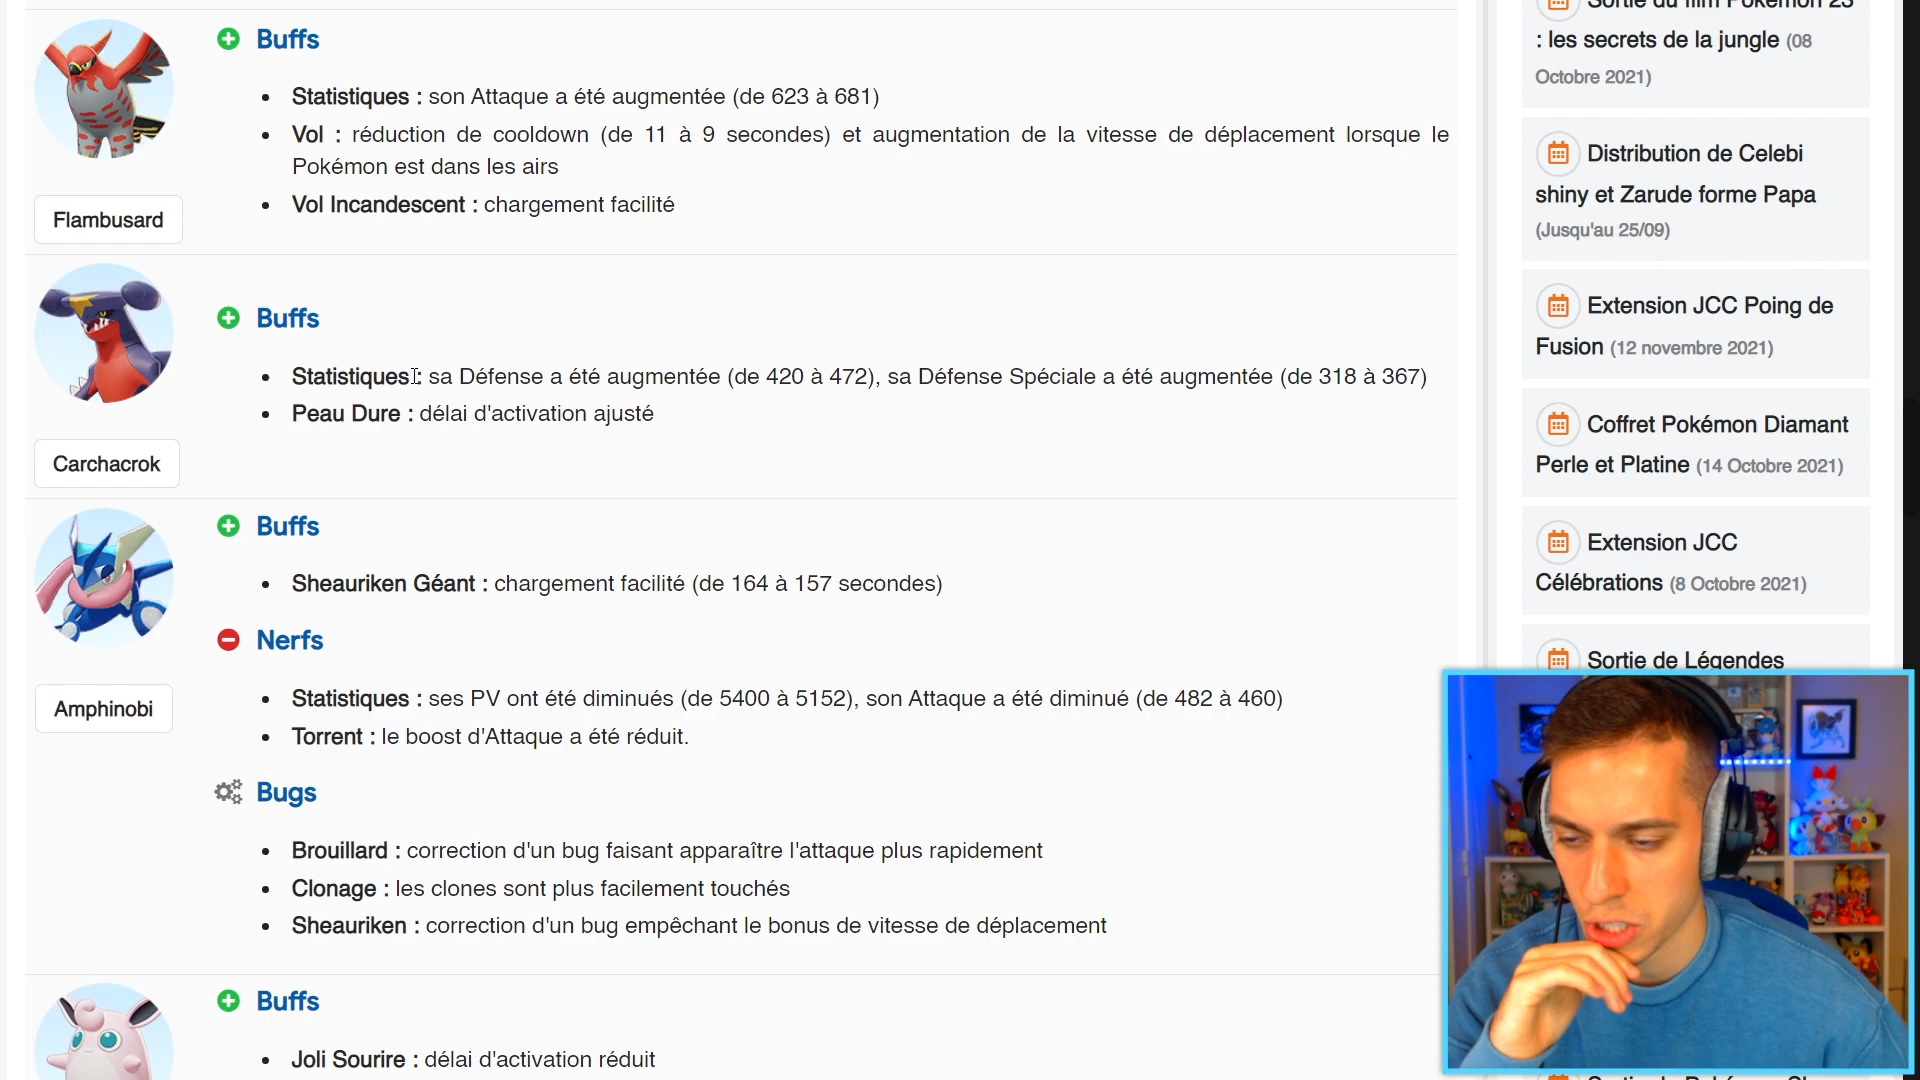 Buffs
Statistiques : son Attaque a été augmentée (de 623 à 681)
Vol : réduction de cooldown (de 11 à 9 secondes) et augmentation de la vitesse de déplacement lorsque le
Pokémon est dans les airs
Vol Incandescent : chargement facilité
Flambusard
Buffs
Statistiques : sa Défense a été augmentée (de 420 à 472), sa Défense Spéciale a été augmentée (de 318 à 367)
Peau Dure : délai d'activation ajusté
Carchacrok
Buffs
Sheauriken Géant : chargement facilité (de 164 à 157 secondes)
Nerfs
Statistiques : ses PV ont été diminués (de 5400 à 5152), son Attaque a été diminué (de 482 à 460)
Torrent : le boost d'Attaque a été réduit.
Amphinobi
Bugs
Brouillard : correction d'un bug faisant apparaître l'attaque plus rapidement
Clonage : les clones sont plus facilement touchés
Sheauriken : correction d'un bug empêchant le bonus de vitesse de déplacement
Buffs
Joli Sourire : délai d'activation réduit
Sortie du film Pokémon 23
: les secrets de la jungle (08
Octobre 2021)
Distribution de Celebi
shiny et Zarude forme Papa
(Jusqu'au 25/09)
Extension JCC Poing de
Fusion (12 novembre 2021)
Coffret Pokémon Diamant
Perle et Platine (14 Octobre 2021)
Extension JCC
Célébrations (8 Octobre 2021)
Sortie de Légendes